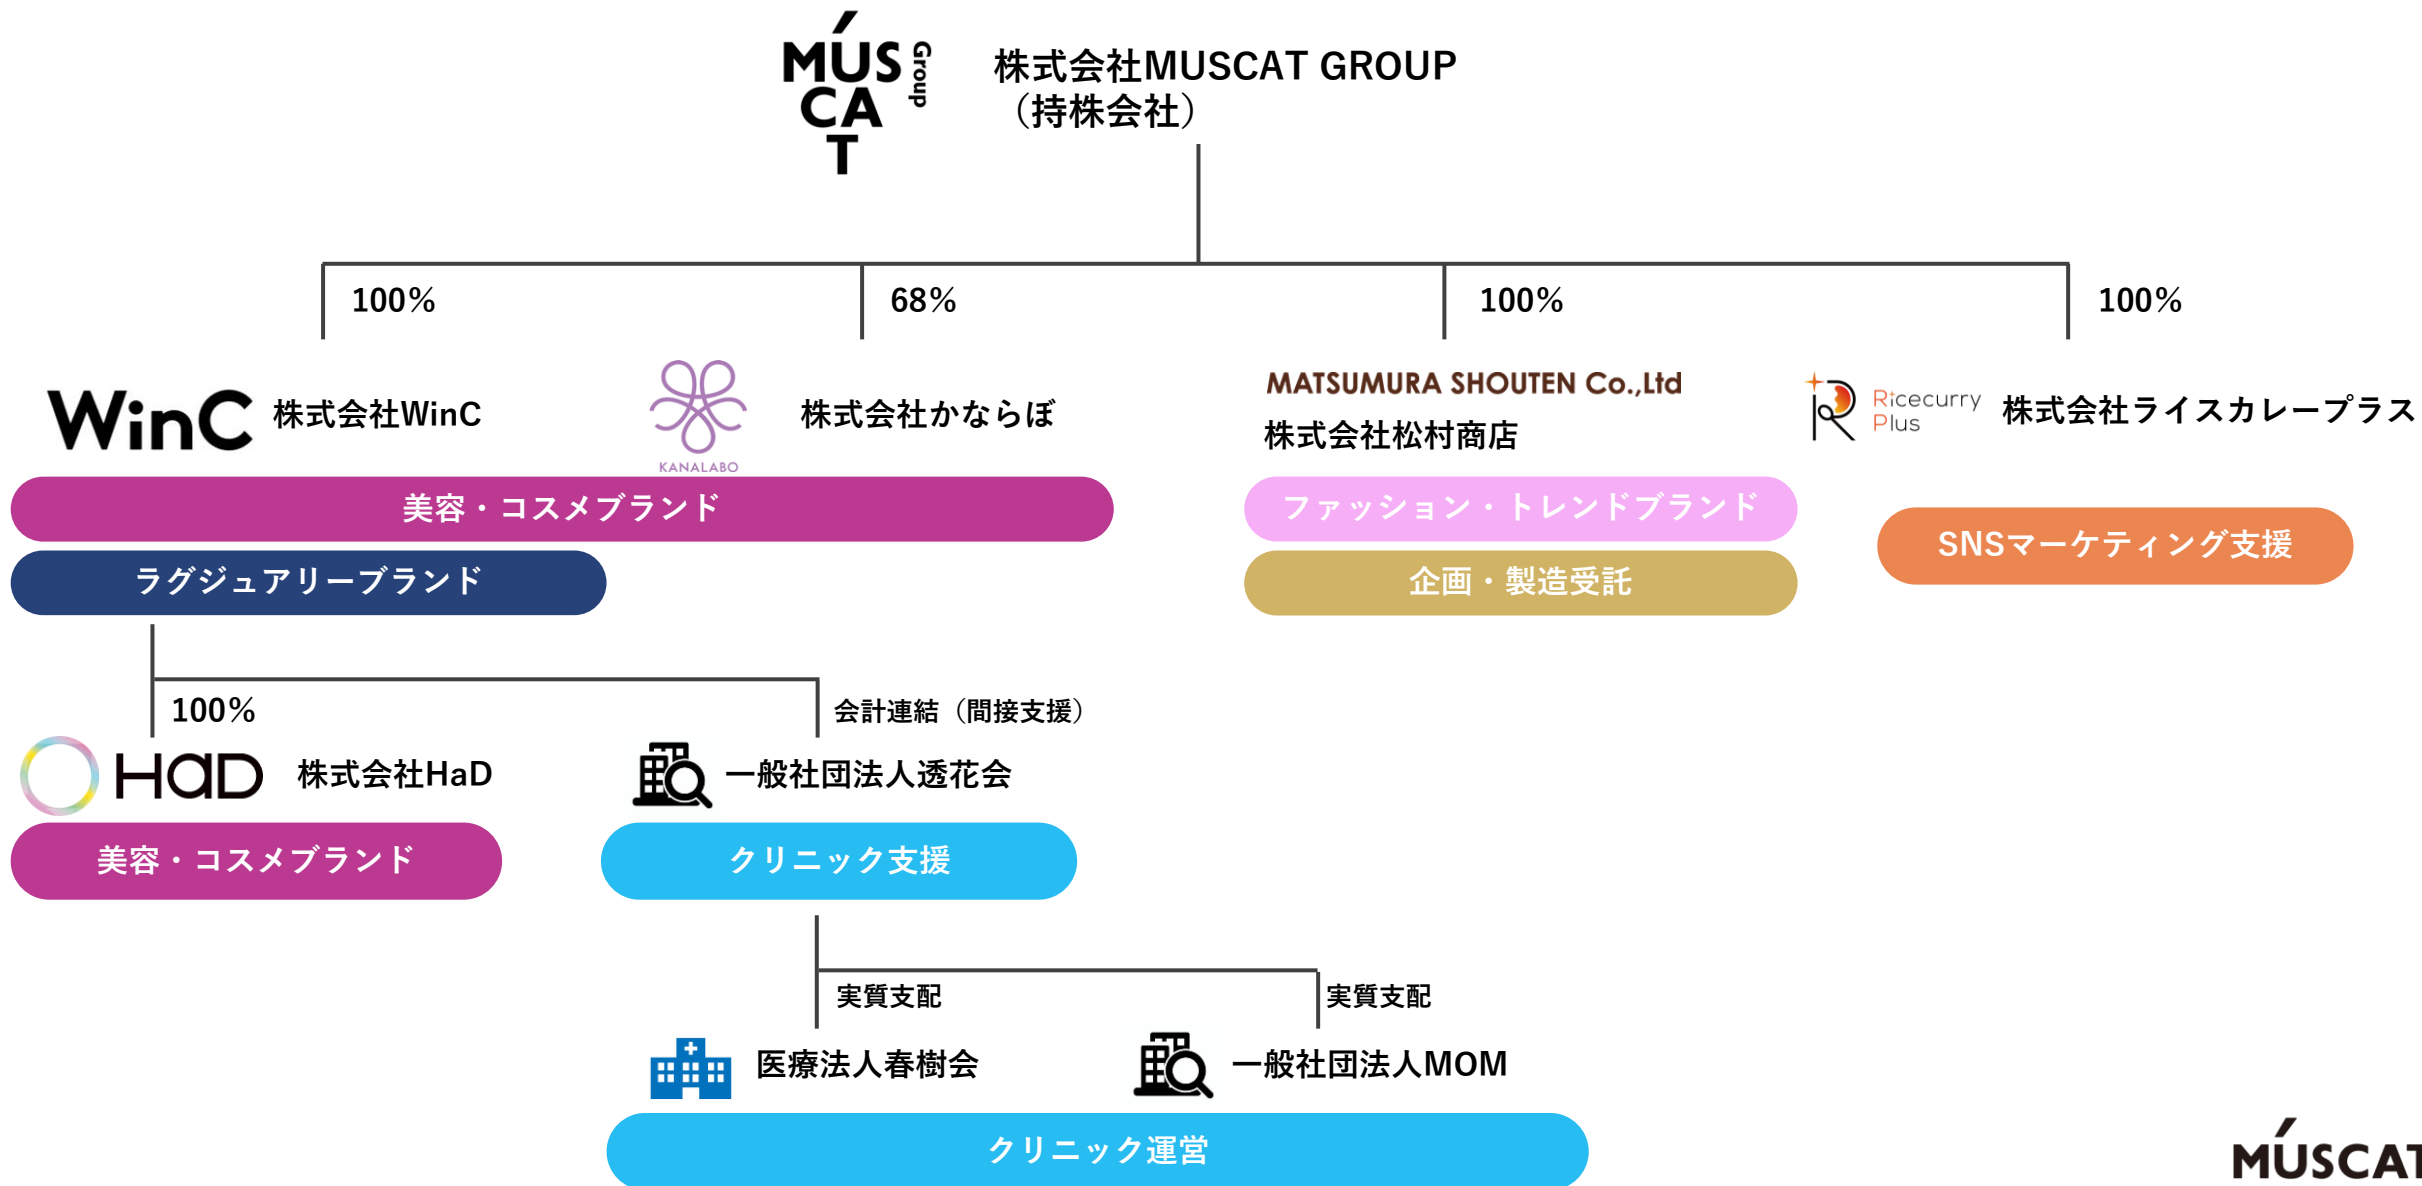 MÚS
CA
T
Group
株式会社MUSCAT GROUP
（持株会社）
100%
68%
100%
100%
WinC
株式会社WinC
KANALABO
株式会社かならぼ
MATSUMURA SHOUTEN Co.,Ltd
株式会社松村商店
Ricecurry
Plus
株式会社ライスカレープラス
美容・コスメブランド
ファッション・トレンドブランド
SNSマーケティング支援
ラグジュアリーブランド
企画・製造受託
100%
会計連結（間接支援）
HaD
株式会社HaD
一般社団法人透花会
美容・コスメブランド
クリニック支援
実質支配
実質支配
医療法人春樹会
一般社団法人MOM
クリニック運営
MÚSCAT